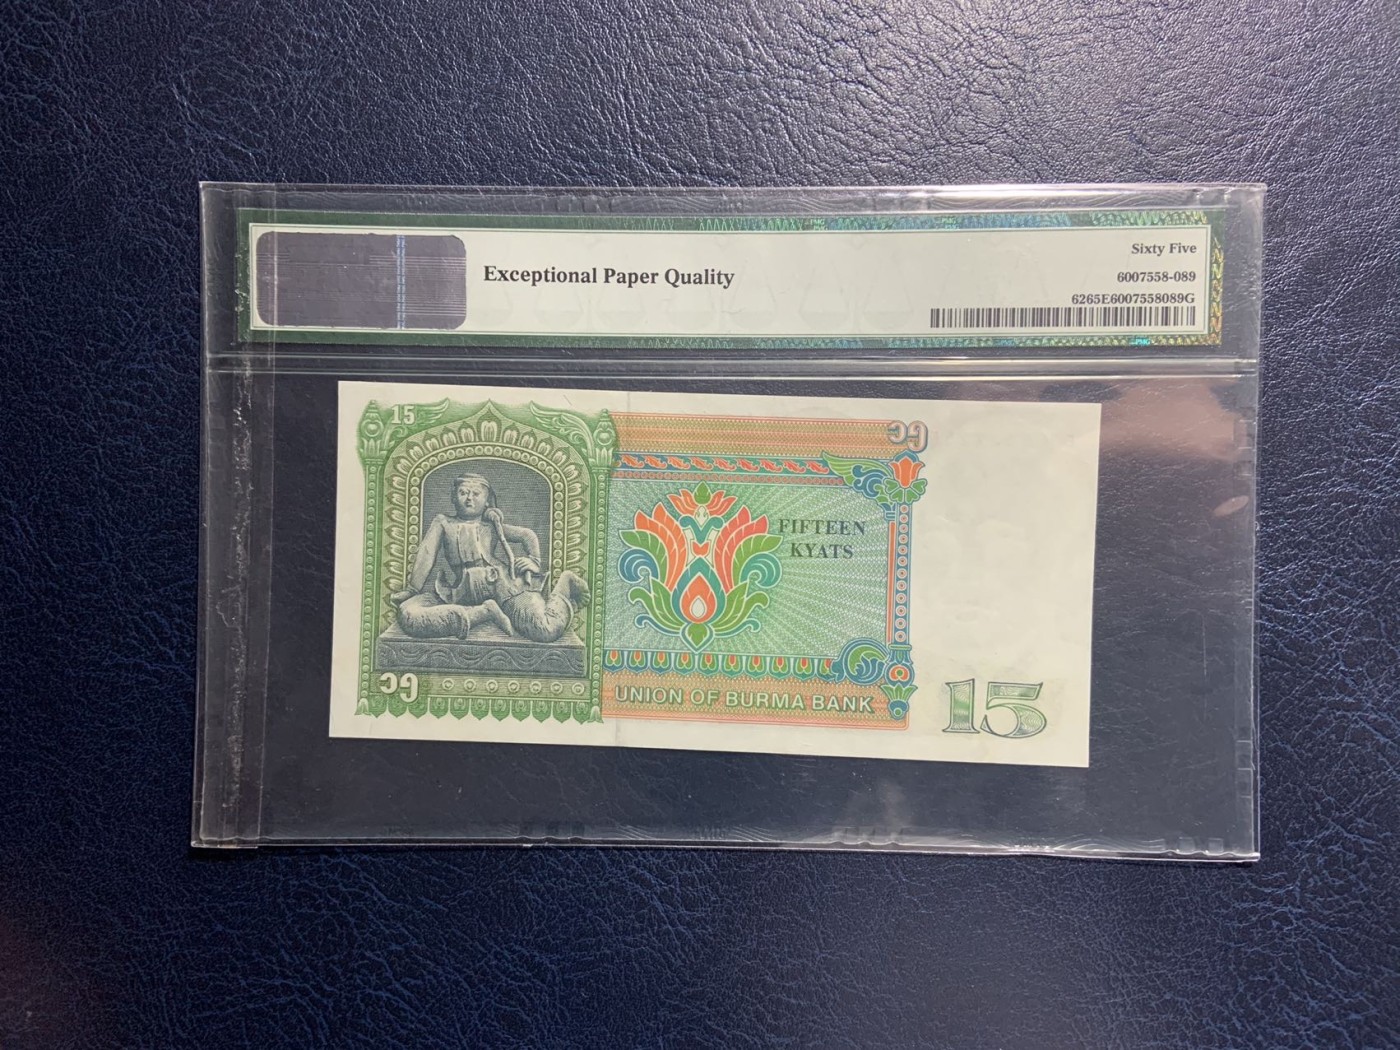 Exceptional Paper Quality
Sixty Five
6007558-089
6265E6007558089G
15
၁၅
FIFTEEN
KYATS
၁၅
UNION OF BURMA BANK
15